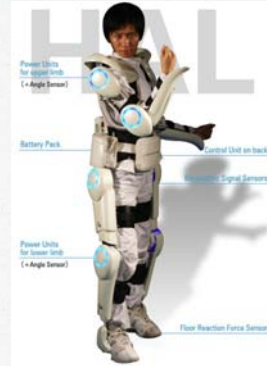 HAL
Power Units
for upper limb
(+Angle Sensor)
Battery Pack
Control Unit on back
Bioelectric Signal Sensors
Power Units
for lower limb
(+Angle Sensor)
Floor Reaction Force Sensor